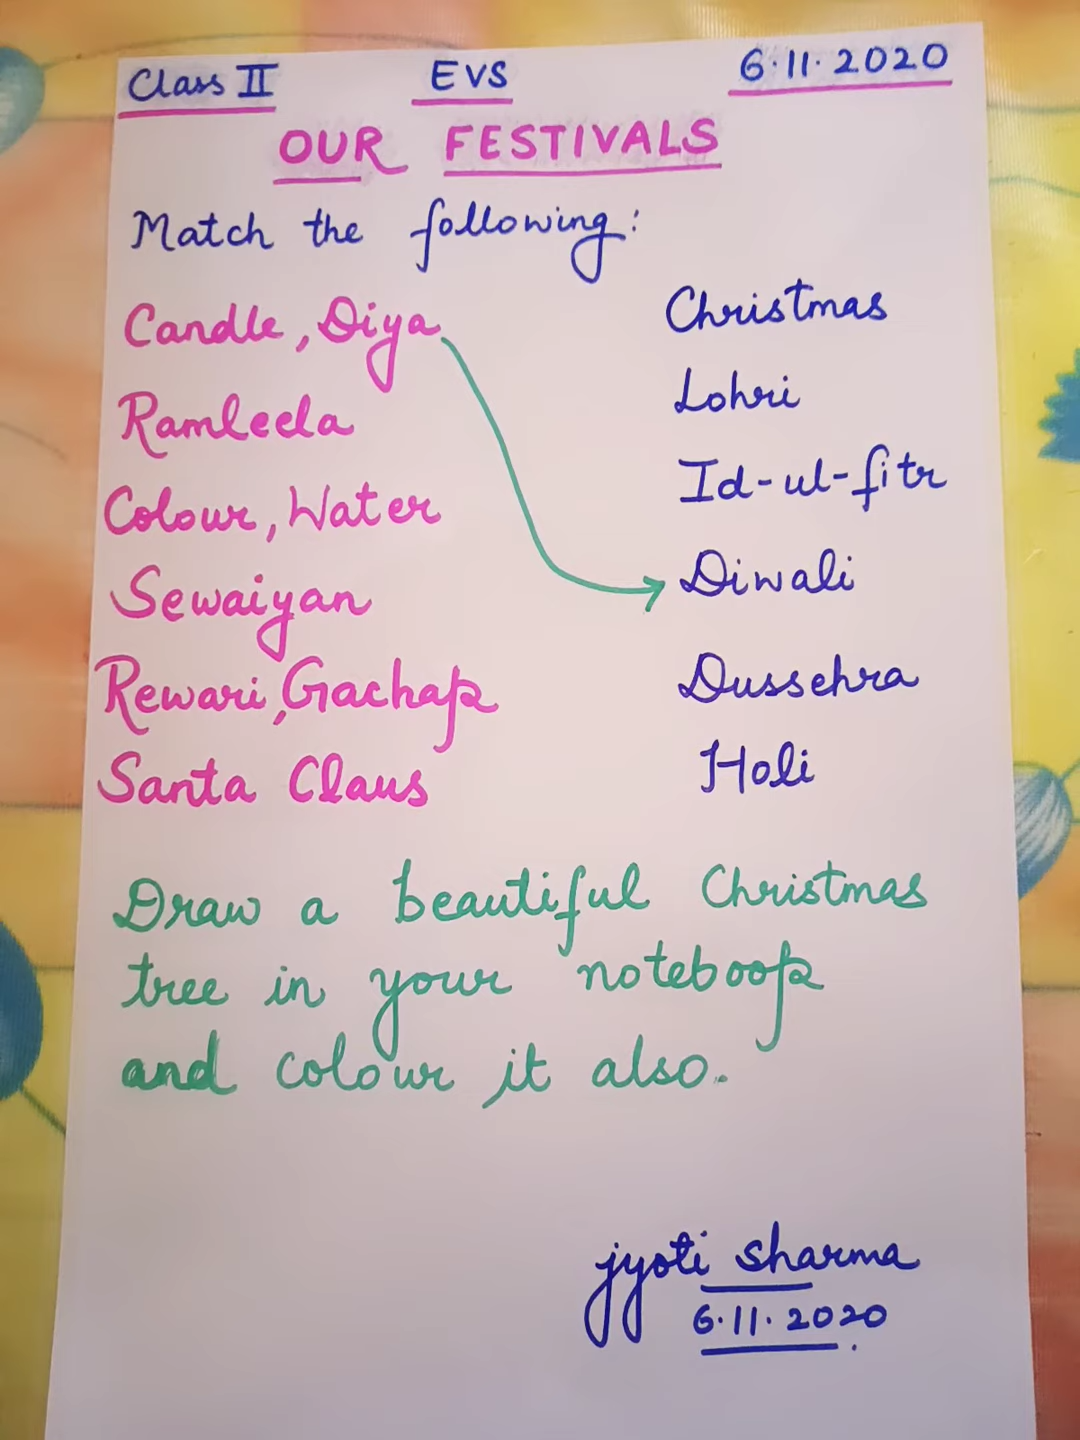 Class II EVS 6.11.2020
OUR FESTIVALS
Match the following:
Candle, Diya Christmas
Ramleela Lohri
Colour, Water Id-ul-fitr
Sewaiyan Diwali
Rewari, Gachak Dussehra
Santa Claus Holi
Draw a beautiful Christmas
tree in your notebook
and colour it also.
jyoti sharma
6.11.2020